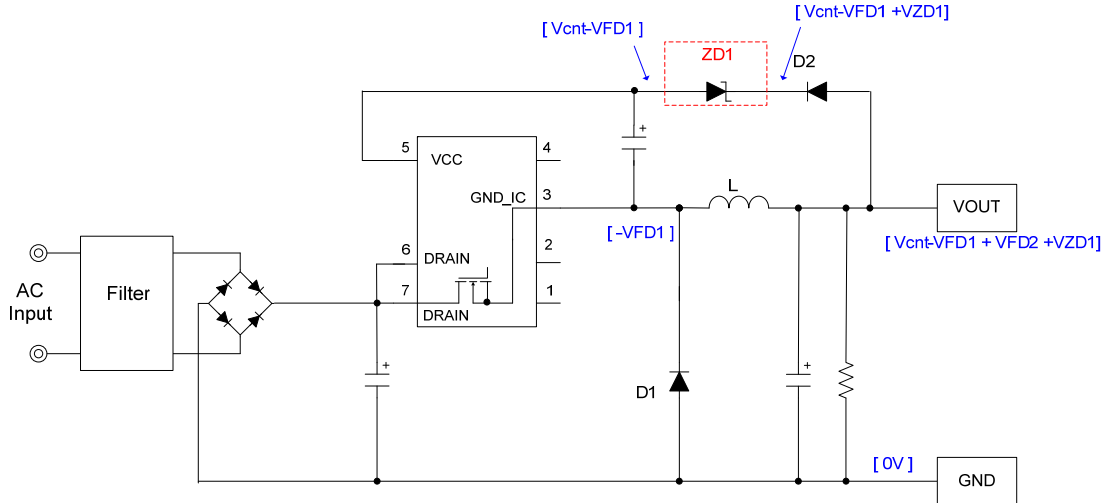 [ Vcnt-VFD1 +VZD1]
[ Vcnt-VFD1 ]
ZD1
D2
+
5
VCC
4
GND_IC
3
L
VOUT
[ -VFD1 ]
[ Vcnt-VFD1 + VFD2 +VZD1]
6
DRAIN
2
7
DRAIN
1
AC
Input
Filter
+
D1
+
[ 0V ]
GND